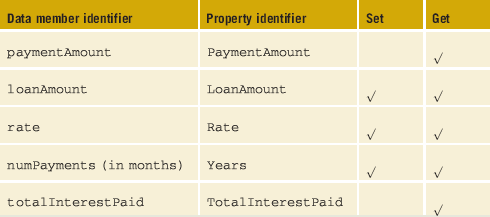 Data member identifier Property identifier Set Get
paymentAmount PaymentAmount √
loanAmount LoanAmount √ √
rate Rate √ √
numPayments (in months) Years √ √
totalInterestPaid TotalInterestPaid √